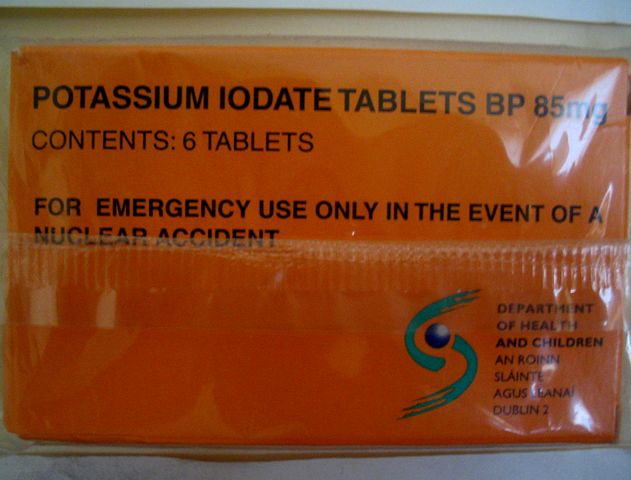 POTASSIUM IODATE TABLETS BP 85mg
CONTENTS: 6 TABLETS
FOR EMERGENCY USE ONLY IN THE EVENT OF A
NUCLEAR ACCIDENT
DEPARTMENT
OF HEALTH
AND CHILDREN
AN ROINN
SLÁINTE
AGUS LEANAÍ
DUBLIN 2